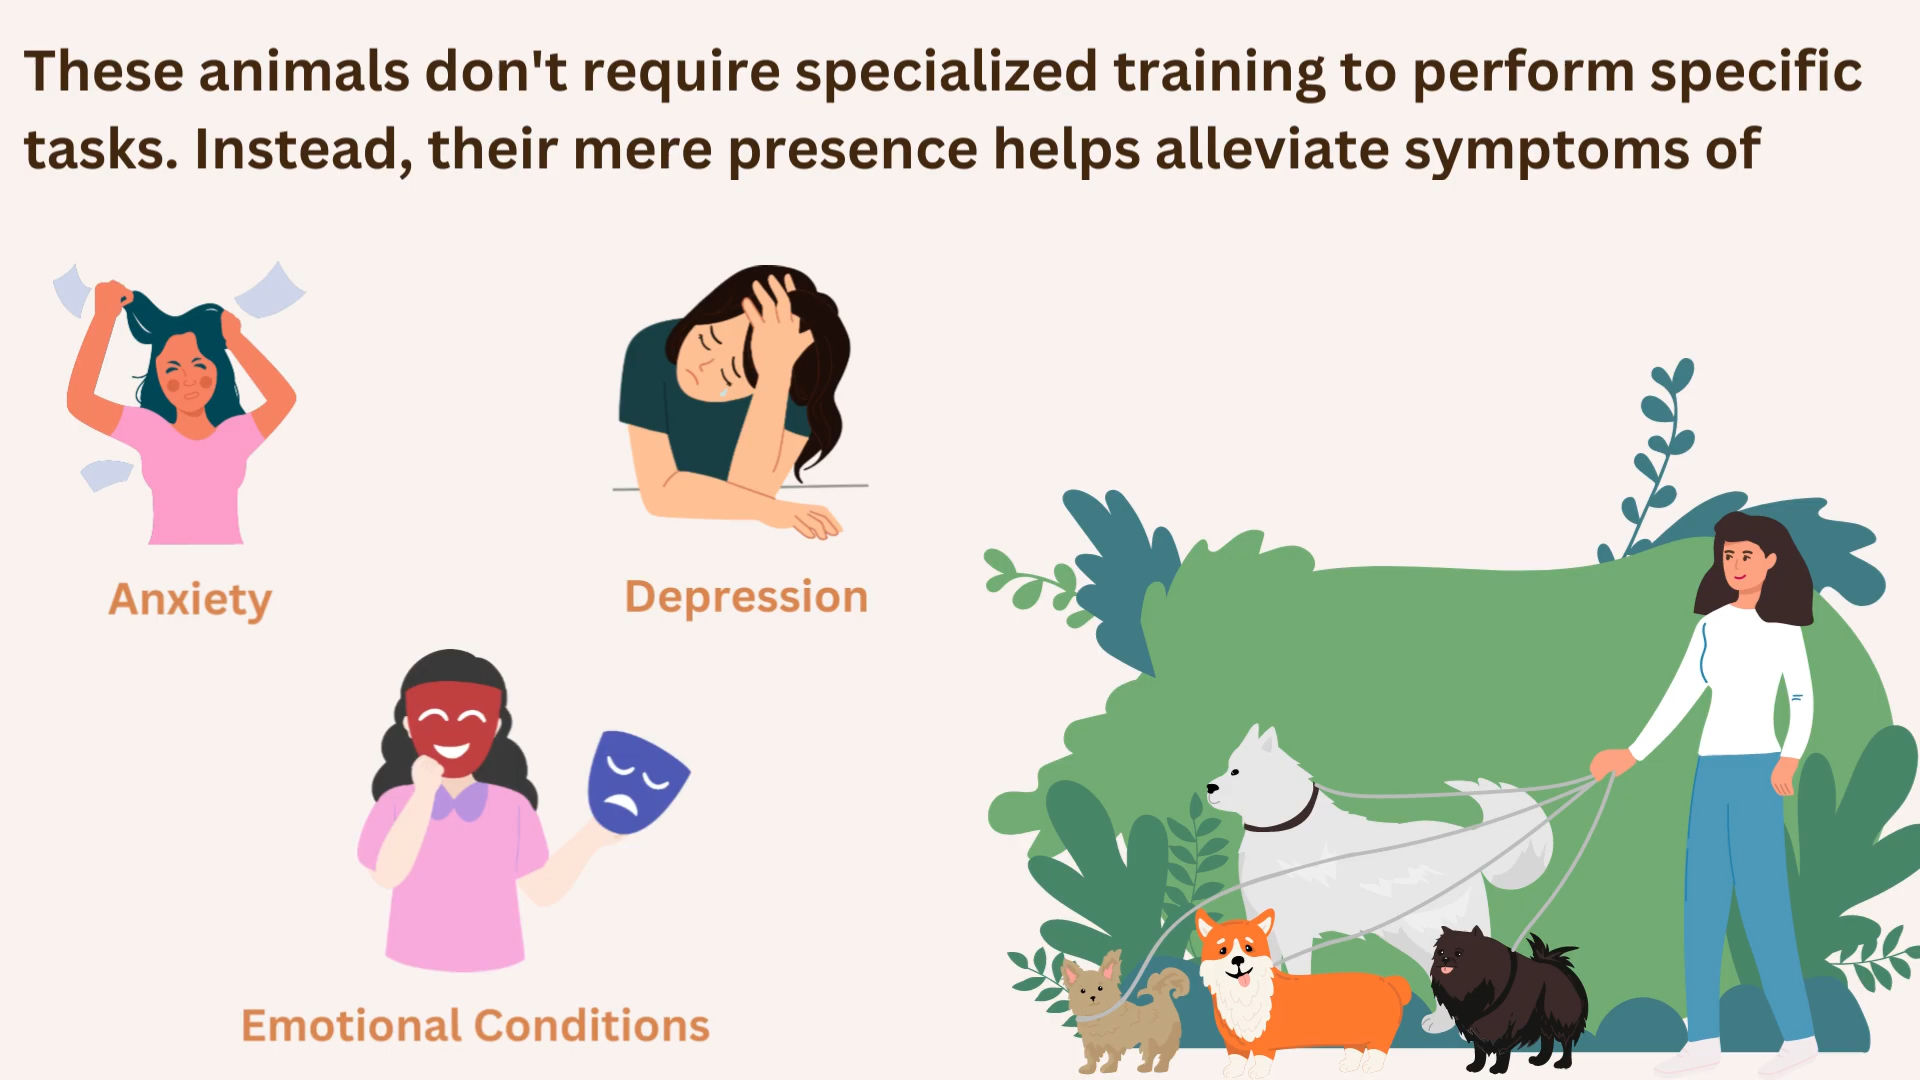 These animals don't require specialized training to perform specific
tasks. Instead, their mere presence helps alleviate symptoms of
Anxiety
Depression
Emotional Conditions